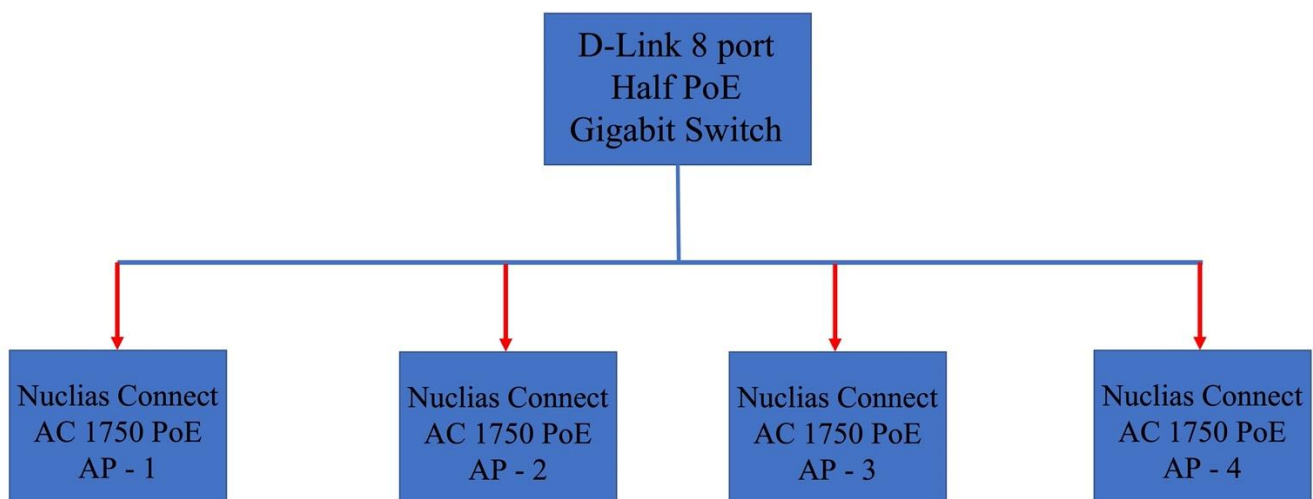 D-Link 8 port
Half PoE
Gigabit Switch
Nuclias Connect
AC 1750 PoE
AP - 1
Nuclias Connect
AC 1750 PoE
AP - 2
Nuclias Connect
AC 1750 PoE
AP - 3
Nuclias Connect
AC 1750 PoE
AP - 4